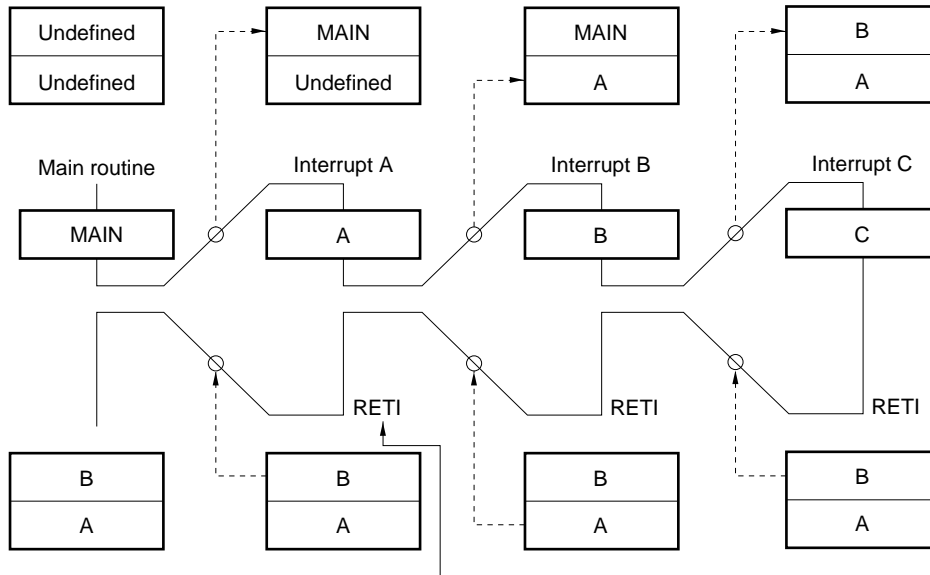 Undefined MAIN MAIN B
Undefined Undefined A A
Main routine Interrupt A Interrupt B Interrupt C
MAIN A B C
RETI RETI RETI
B B B B
A A A A